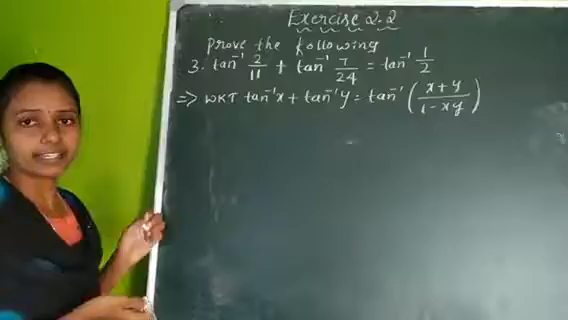 Exercise 2.2
Prove the following
3. tan⁻¹ 2/11 + tan⁻¹ 7/24 = tan⁻¹ 1/2
=> WKT tan⁻¹x + tan⁻¹y = tan⁻¹ (x+y / 1-xy)